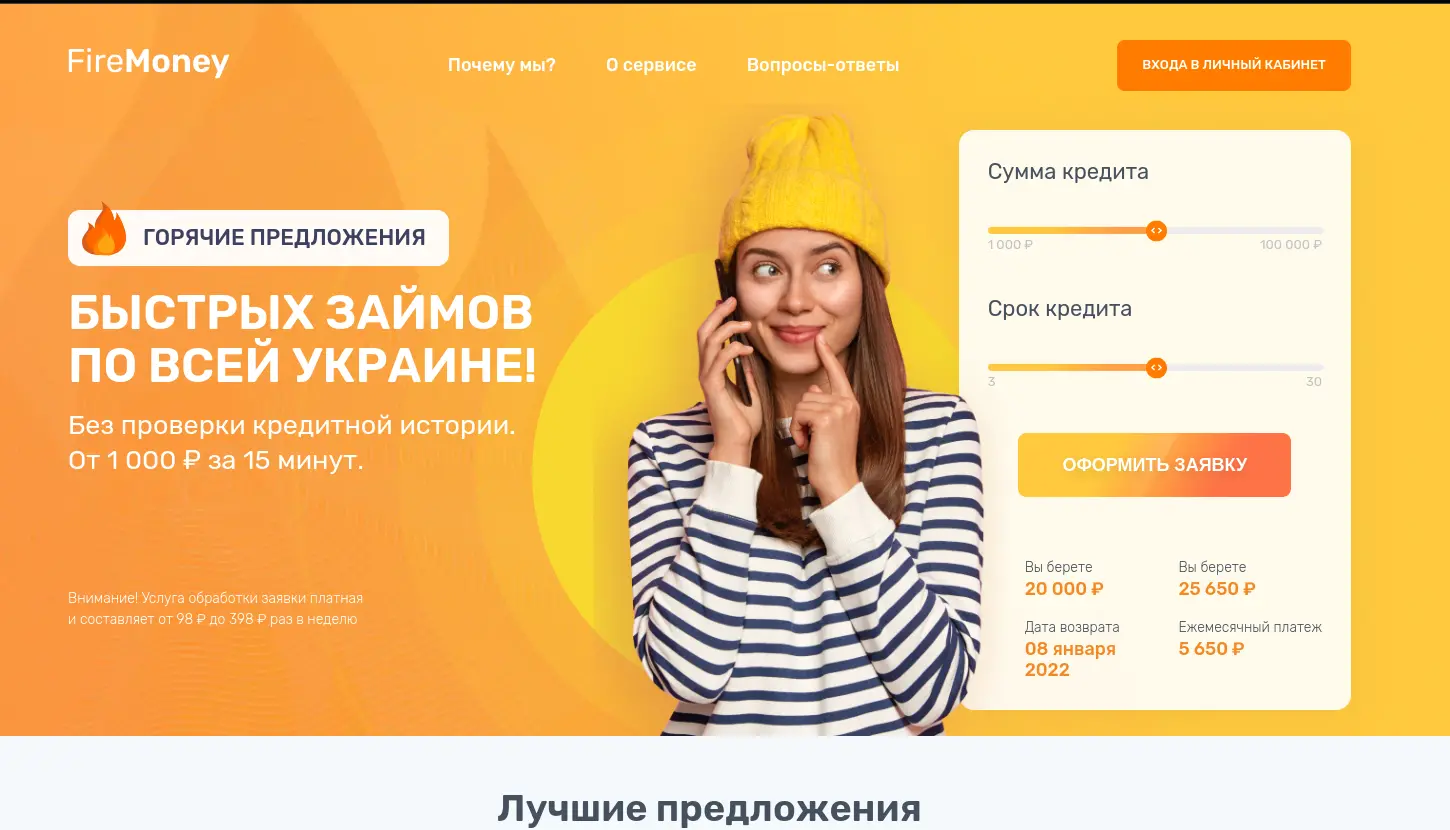 FireMoney
Почему мы?
О сервисе
Вопросы-ответы
ВХОДА В ЛИЧНЫЙ КАБИНЕТ
ГОРЯЧИЕ ПРЕДЛОЖЕНИЯ
БЫСТРЫХ ЗАЙМОВ
ПО ВСЕЙ УКРАИНЕ!
Без проверки кредитной истории.
От 1 000 ₽ за 15 минут.
Внимание! Услуга обработки заявки платная
и составляет от 98 ₽ до 398 ₽ раз в неделю
Сумма кредита
1 000 ₽
100 000 ₽
Срок кредита
3
30
ОФОРМИТЬ ЗАЯВКУ
Вы берете
20 000 ₽
Вы берете
25 650 ₽
Дата возврата
08 января
2022
Ежемесячный платеж
5 650 ₽
Лучшие предложения